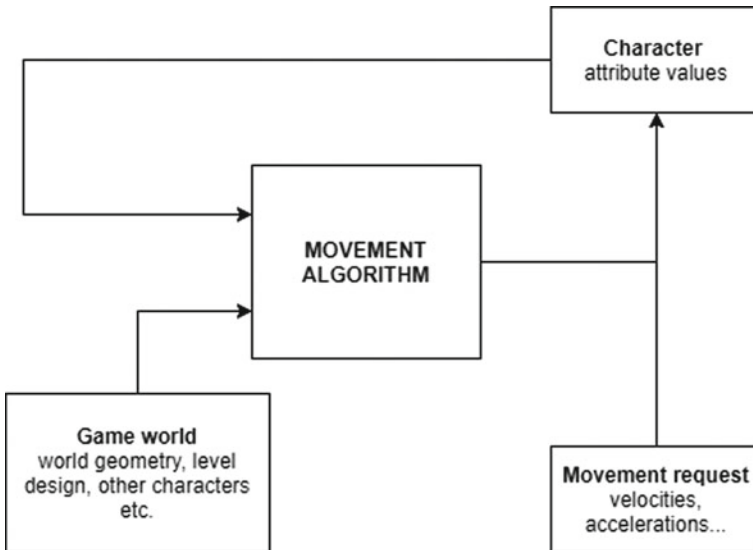 Character
attribute values
MOVEMENT
ALGORITHM
Game world
world geometry, level
design, other characters
etc.
Movement request
velocities,
accelerations...